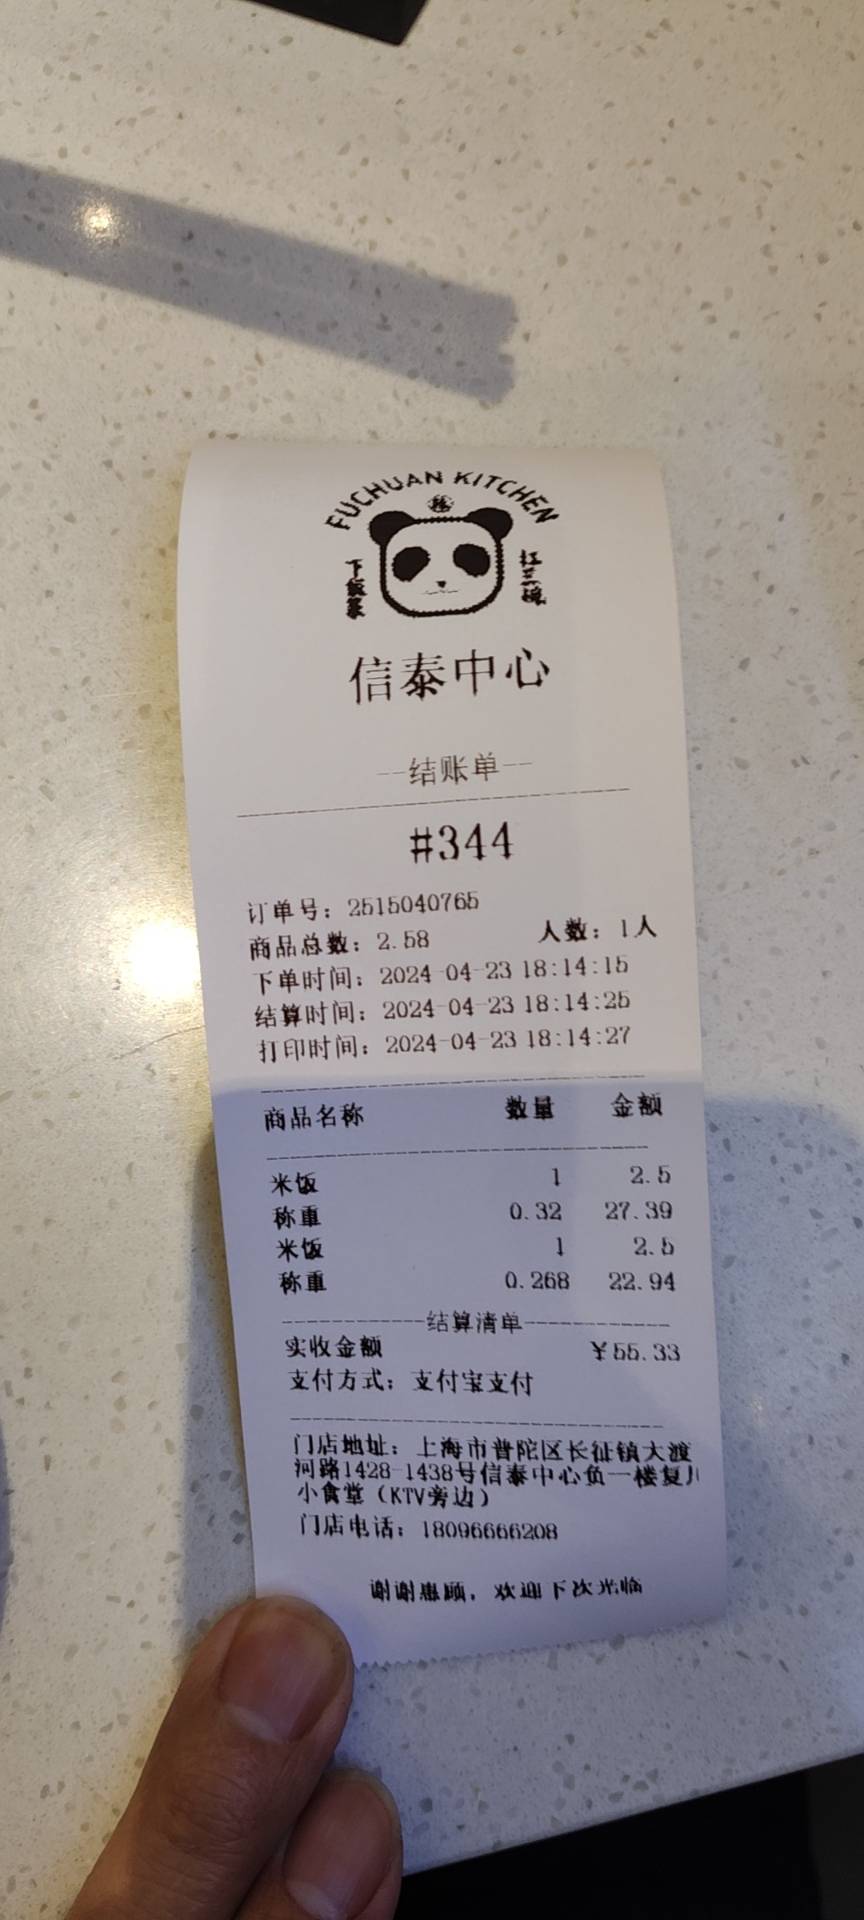 FUCHUAN KITCHEN
下饭菜
红三碗
信泰中心
结账单
#344
订单号：2515040765
商品总数：2.58 人数：1人
下单时间：2024-04-23 18:14:15
结算时间：2024-04-23 18:14:25
打印时间：2024-04-23 18:14:27
商品名称 数量 金额
米饭 1 2.5
称重 0.32 27.39
米饭 1 2.5
称重 0.268 22.94
结算清单
实收金额 ￥55.33
支付方式：支付宝支付
门店地址：上海市普陀区长征镇大渡
河路1428-1438号信泰中心负一楼复
小食堂（KTV旁边）
门店电话：18096666208
谢谢惠顾，欢迎下次光临